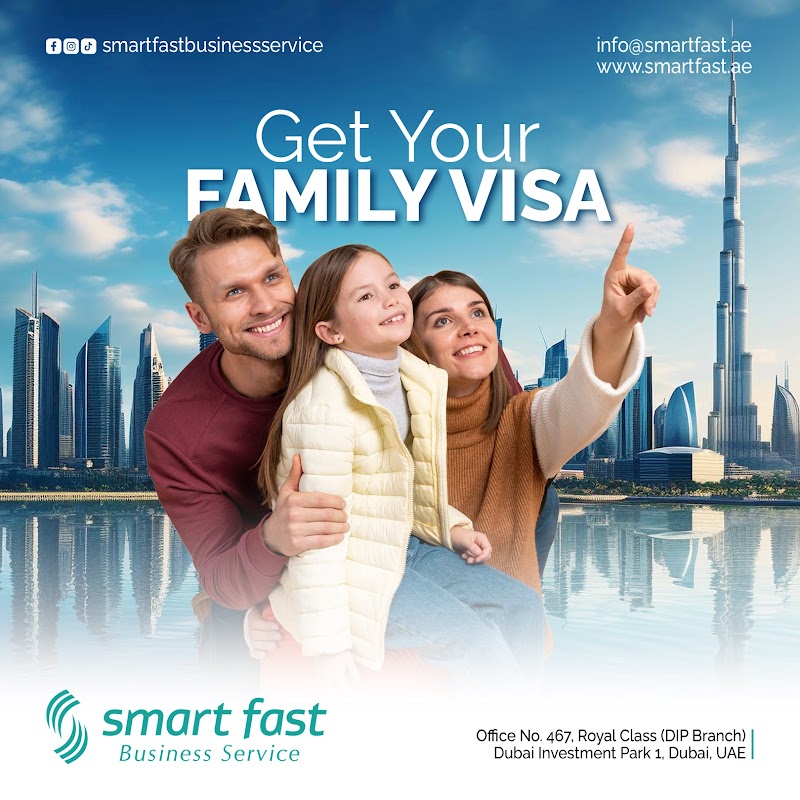 smartfastbusinessservice
info@smartfast.ae
www.smartfast.ae
Get Your
FAMILY VISA
smart fast
Business Service
Office No. 467, Royal Class (DIP Branch)
Dubai Investment Park 1, Dubai, UAE